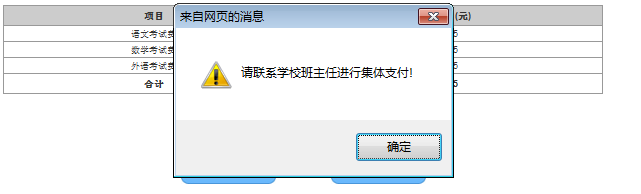 来自网页的消息
项目 (元)
语文考试费 5
数学考试费 5
外语考试费 5
合计 5
请联系学校班主任进行集体支付!
确定